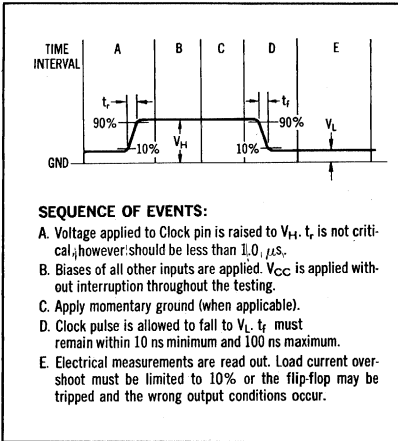 TIME INTERVAL A B C D E
tr tf
90% 90% VL
VH
10% 10%
GND
SEQUENCE OF EVENTS:
A. Voltage applied to Clock pin is raised to VH. tr is not criti-
cal, however should be less than 1.0 μs.
B. Biases of all other inputs are applied. VCC is applied with-
out interruption throughout the testing.
C. Apply momentary ground (when applicable).
D. Clock pulse is allowed to fall to VL. tf must
remain within 10 ns minimum and 100 ns maximum.
E. Electrical measurements are read out. Load current over-
shoot must be limited to 10% or the flip-flop may be
tripped and the wrong output conditions occur.